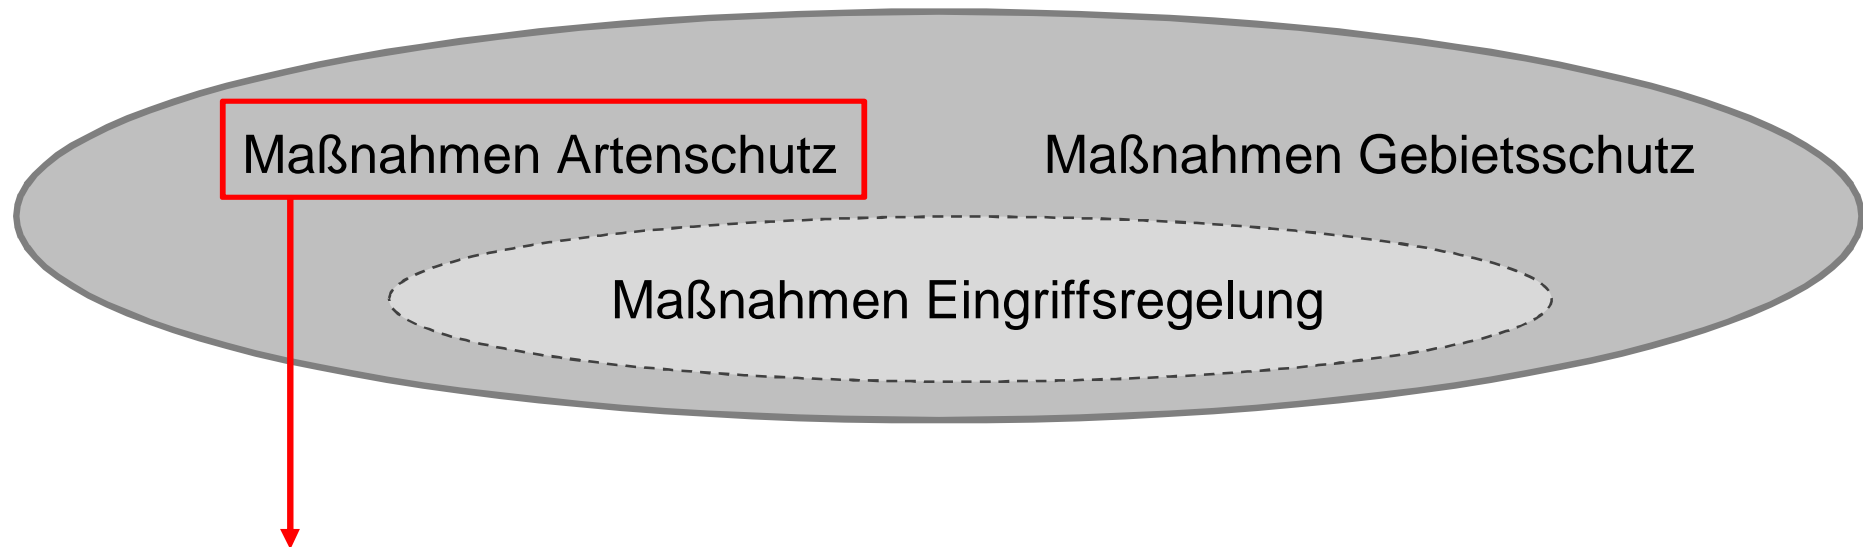 Maßnahmen Artenschutz
Maßnahmen Gebietsschutz
Maßnahmen Eingriffsregelung